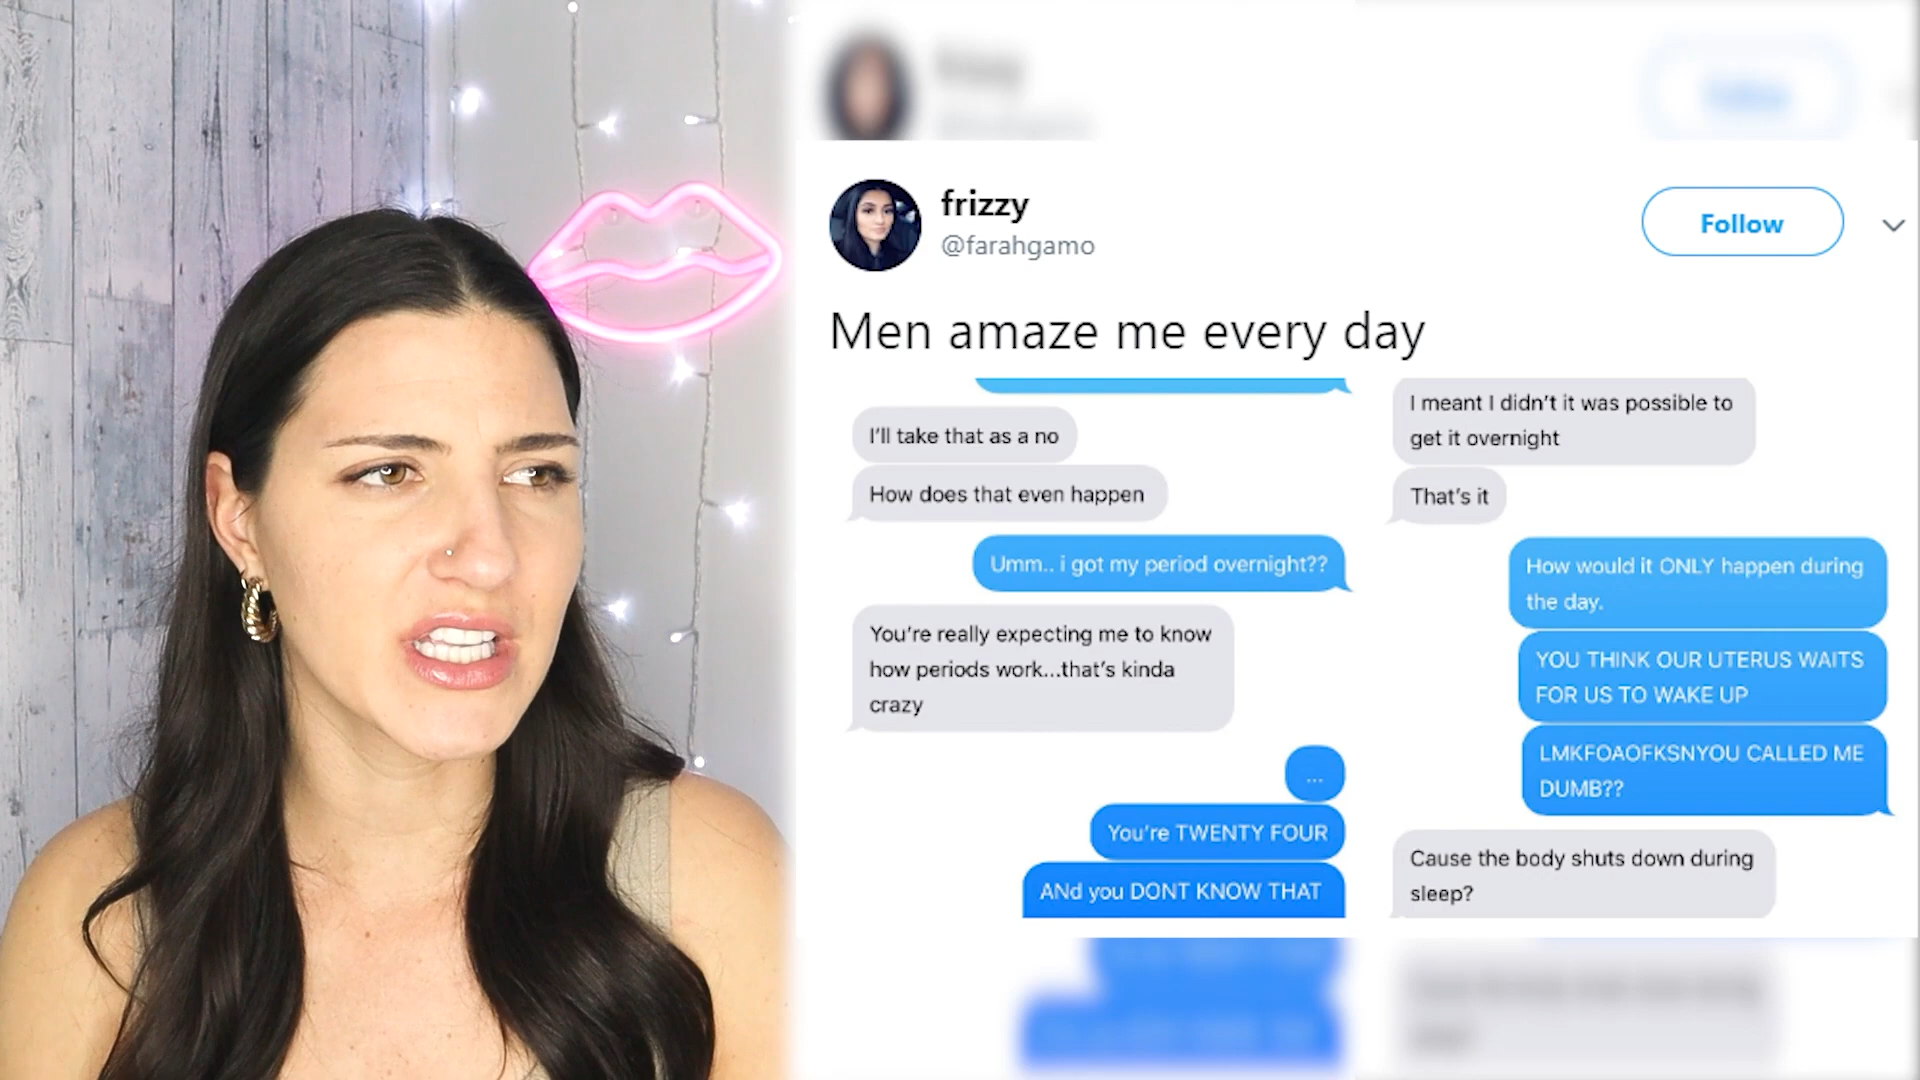 frizzy
@farahgamo
Follow
Men amaze me every day
I'll take that as a no
How does that even happen
Umm.. i got my period overnight??
You're really expecting me to know
how periods work...that's kinda
crazy
...
You're TWENTY FOUR
ANd you DONT KNOW THAT
I meant I didn't it was possible to
get it overnight
That's it
How would it ONLY happen during
the day.
YOU THINK OUR UTERUS WAITS
FOR US TO WAKE UP
LMKFOAOFKSNYOU CALLED ME
DUMB??
Cause the body shuts down during
sleep?